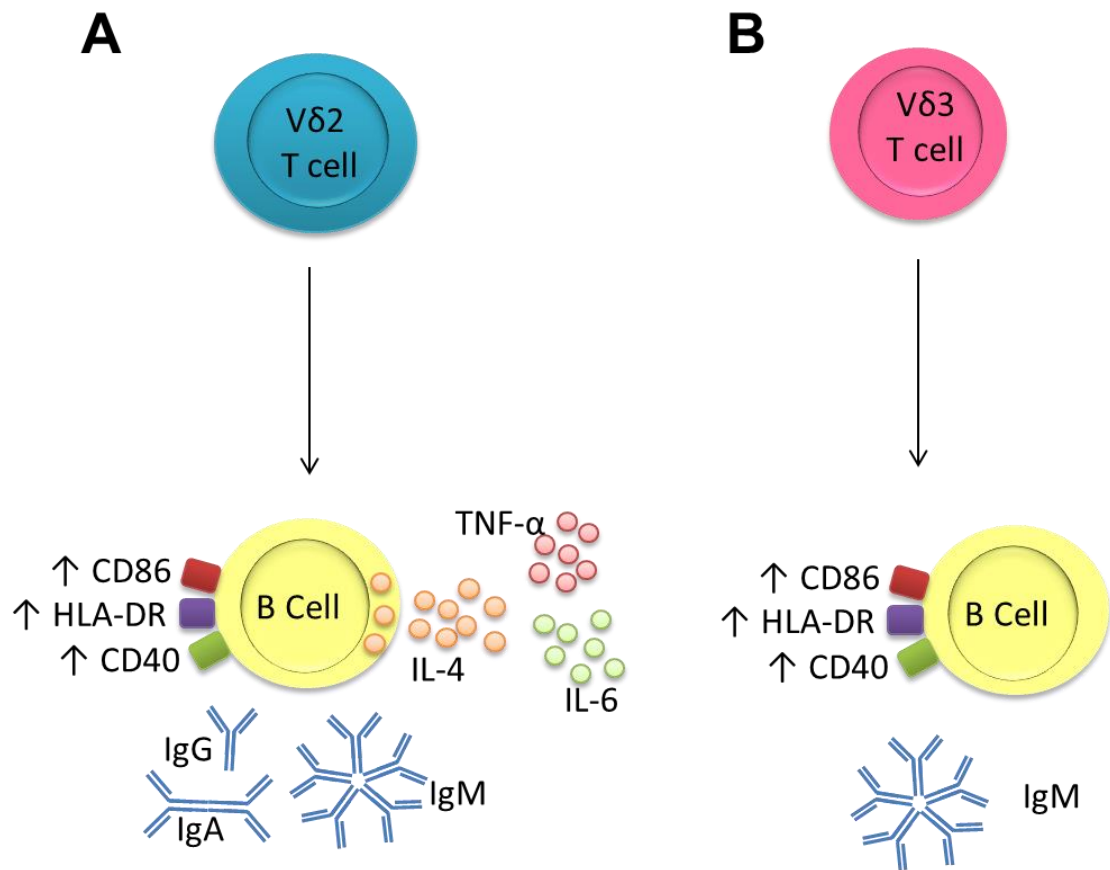 A
Vδ2
T cell
TNF-α
↑ CD86
↑ HLA-DR
↑ CD40
B Cell
IL-4
IL-6
IgG
IgA
IgM
B
Vδ3
T cell
↑ CD86
↑ HLA-DR
↑ CD40
B Cell
IgM